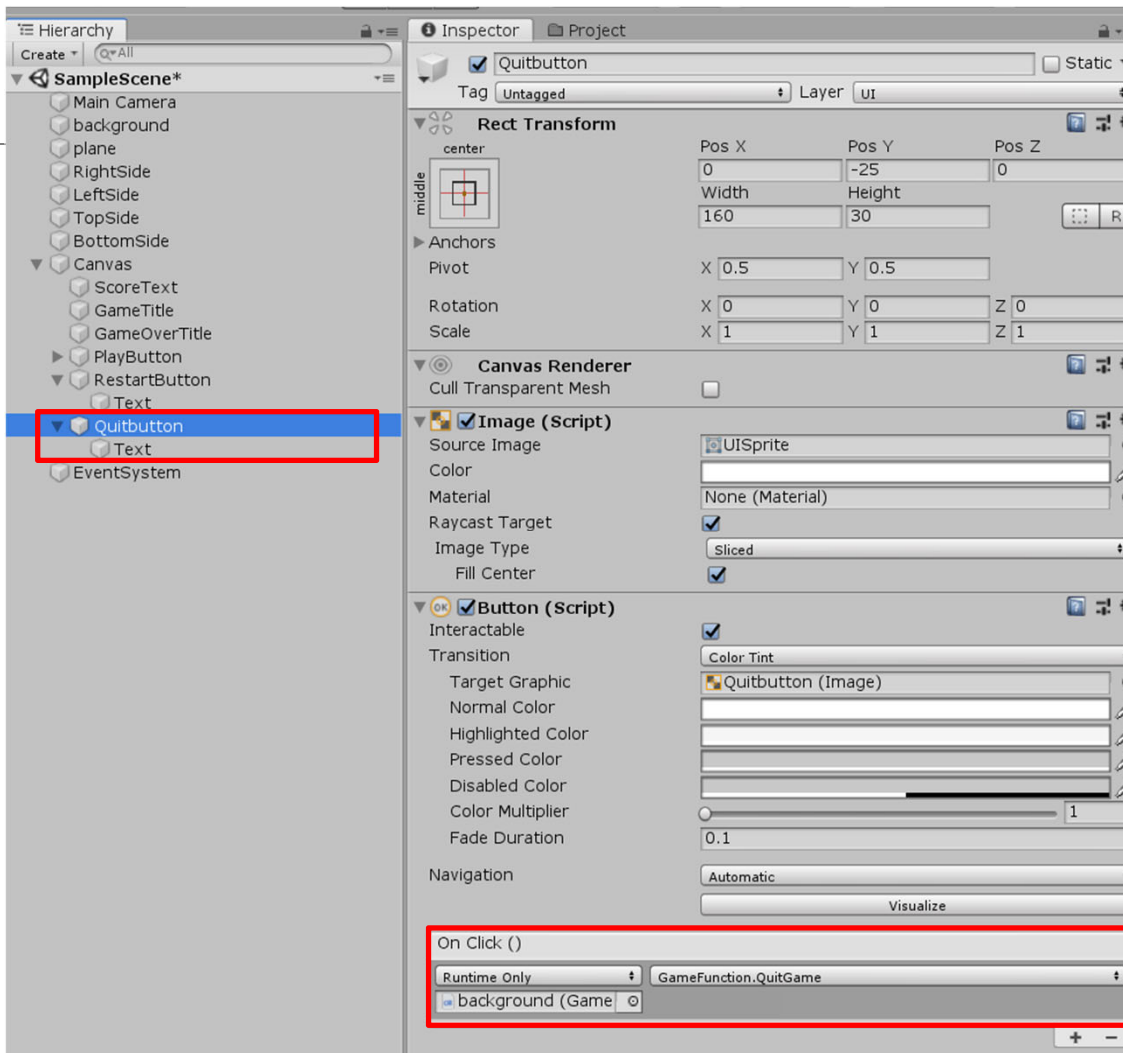 Hierarchy
Create
All
SampleScene*
Main Camera
background
plane
RightSide
LeftSide
TopSide
BottomSide
Canvas
ScoreText
GameTitle
GameOverTitle
PlayButton
RestartButton
Text
Quitbutton
Text
EventSystem
Inspector Project
Quitbutton Static
Tag Untagged Layer UI
Rect Transform
center
middle
Pos X Pos Y Pos Z
0 -25 0
Width Height
160 30
R
Anchors
Pivot X 0.5 Y 0.5
Rotation X 0 Y 0 Z 0
Scale X 1 Y 1 Z 1
Canvas Renderer
Cull Transparent Mesh
Image (Script)
Source Image UISprite
Color
Material None (Material)
Raycast Target
Image Type Sliced
Fill Center
OK Button (Script)
Interactable
Transition Color Tint
Target Graphic Quitbutton (Image)
Normal Color
Highlighted Color
Pressed Color
Disabled Color
Color Multiplier 1
Fade Duration 0.1
Navigation Automatic
Visualize
On Click ()
Runtime Only GameFunction.QuitGame
background (Game
+ −